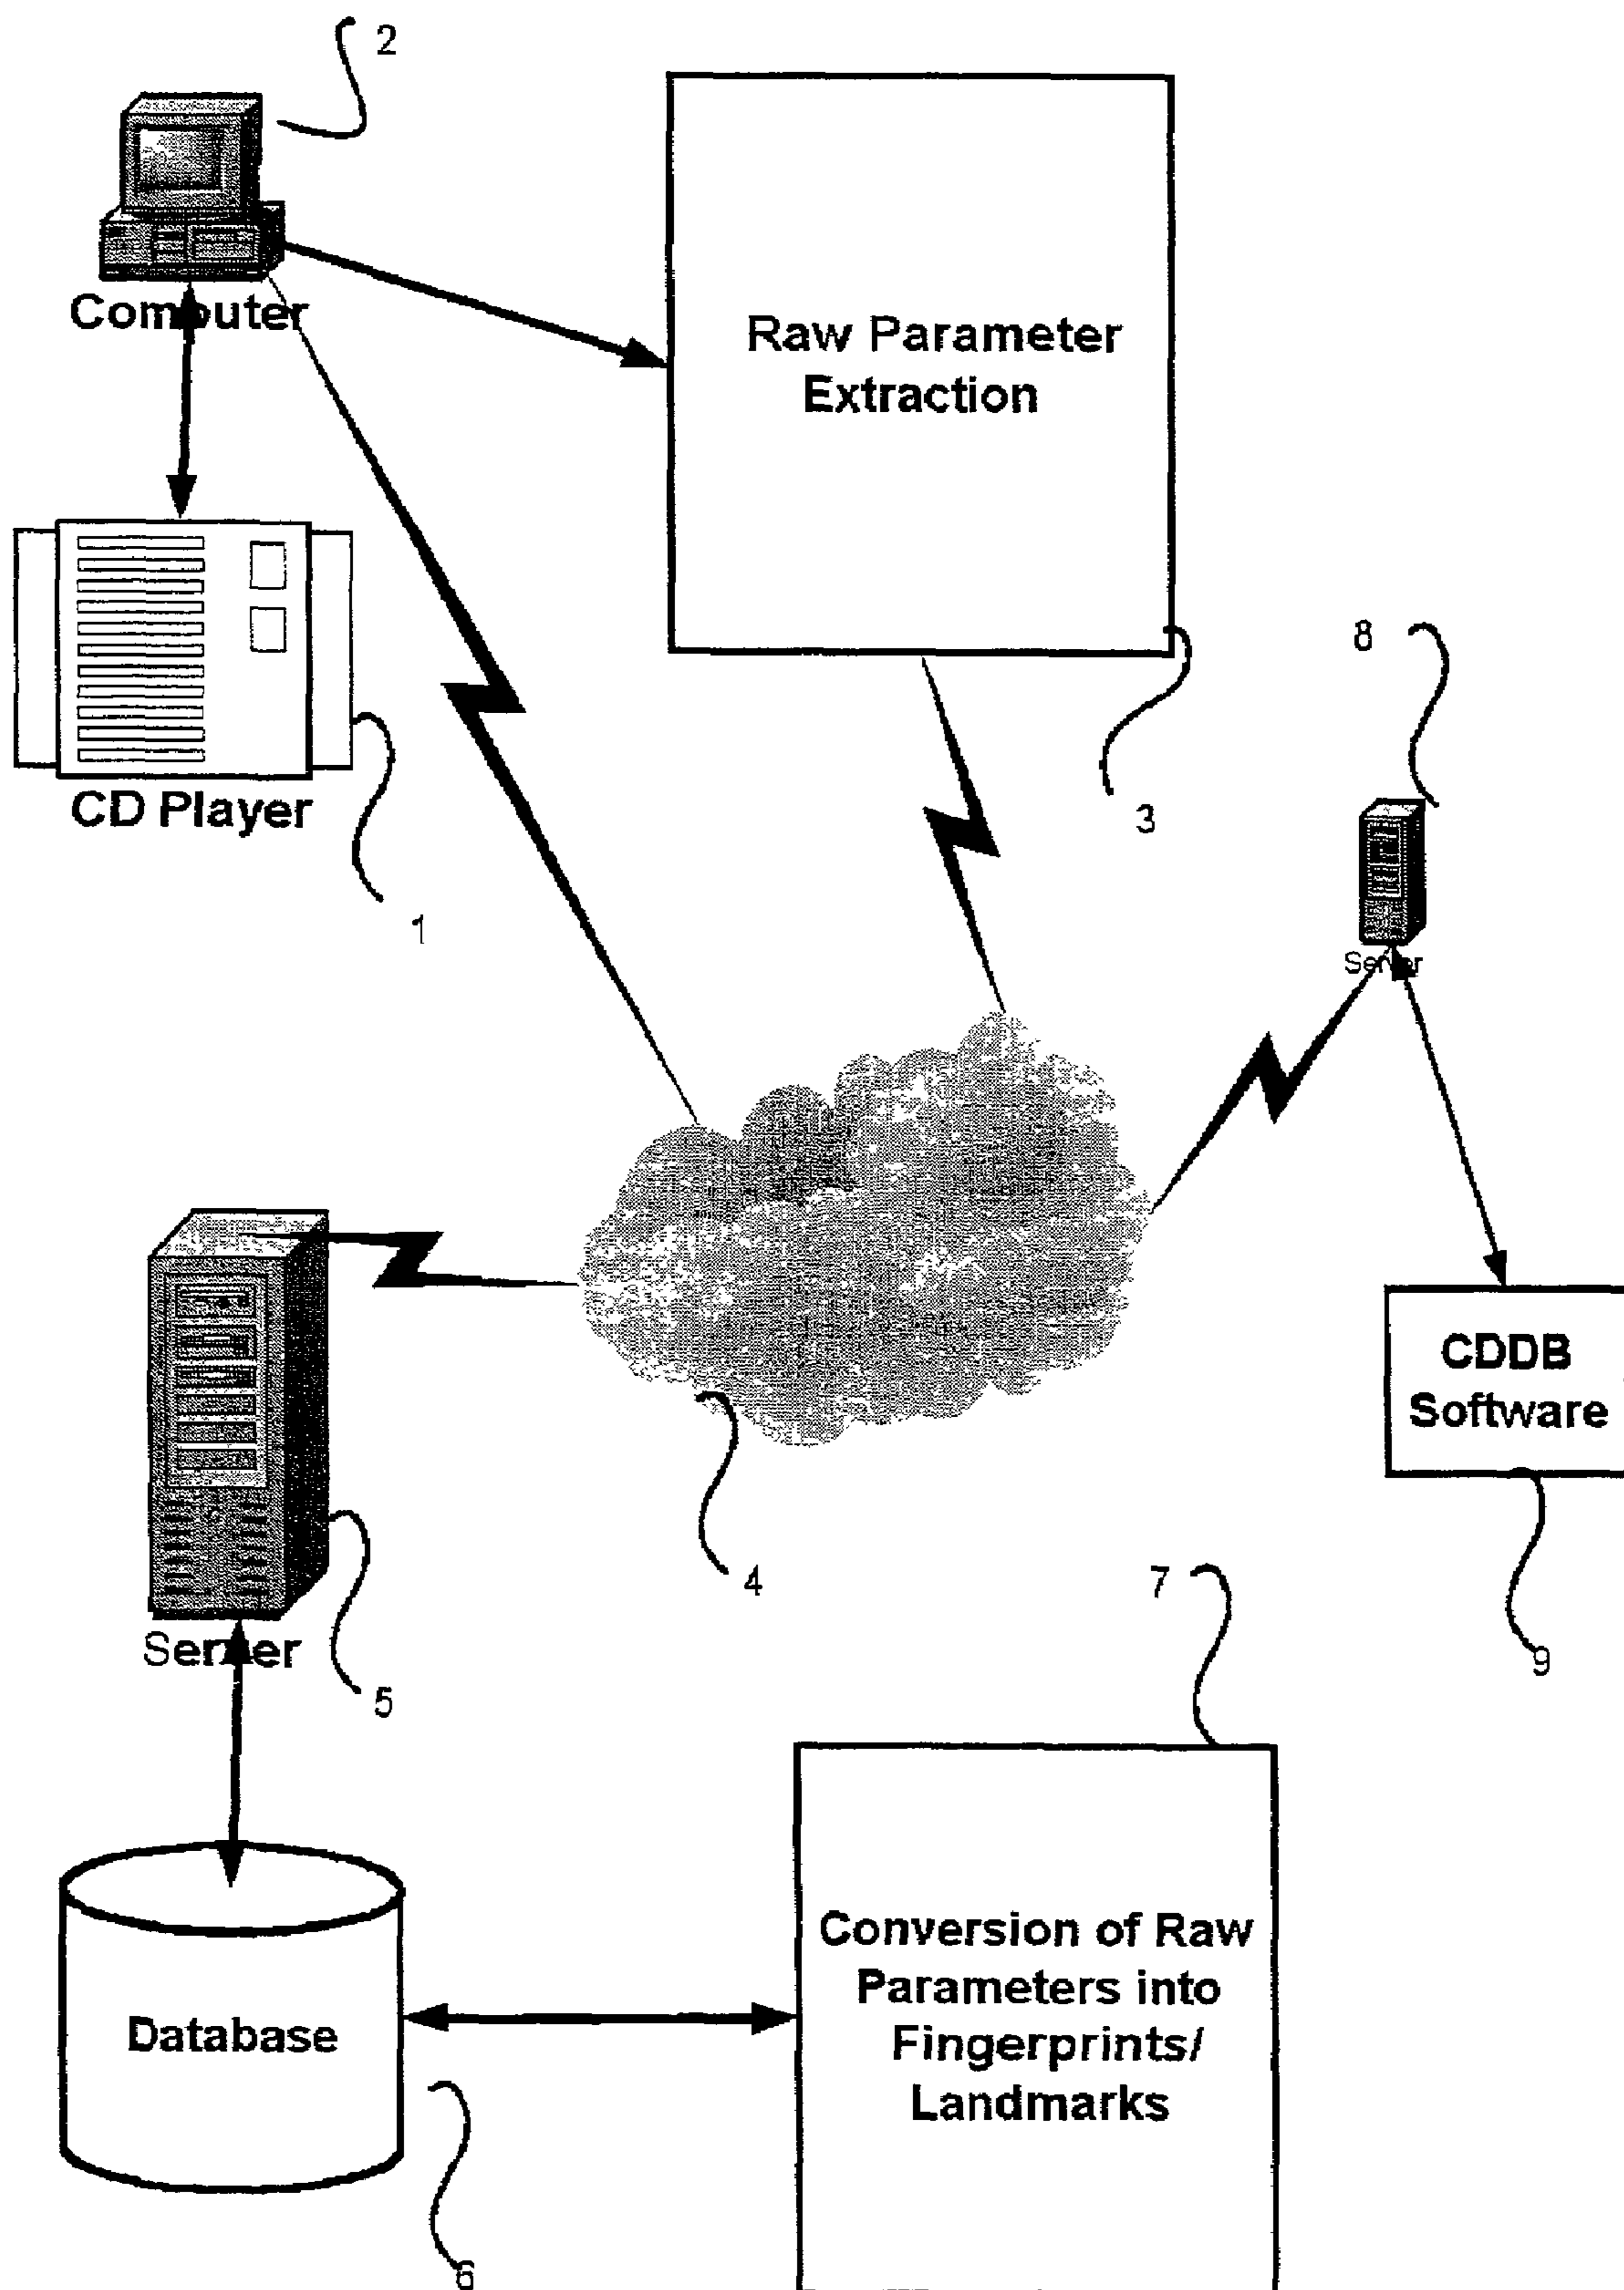 2
Computer
Raw Parameter
Extraction
8
CD Player
3
1
Server
CDDB
Software
4
7
Server
9
5
Conversion of Raw
Parameters into
Fingerprints/
Landmarks
Database
6